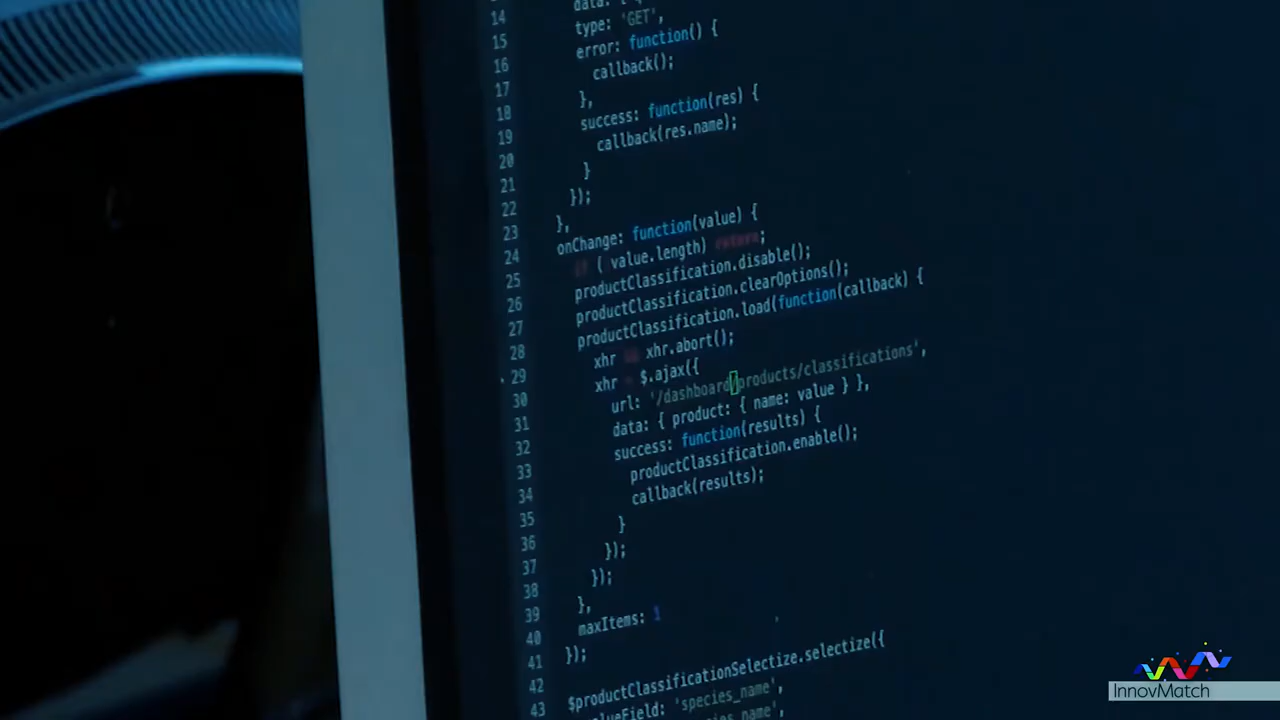 14
type: 'GET',
15
error: function() {
16
callback();
17
},
18
success: function(res) {
19
callback(res.name);
20
}
21
});
22
},
23
onChange: function(value) {
24
if ( value.length) return;
25
productClassification.disable();
26
productClassification.clearOptions();
27
productClassification.load(function(callback) {
28
xhr xhr.abort();
29
xhr $.ajax({
30
url: '/dashboard/products/classifications',
31
data: { product: { name: value } },
32
success: function(results) {
33
productClassification.enable();
34
callback(results);
35
}
36
});
37
});
38
},
39
maxItems: 1
40
});
41
42
$productClassificationSelectize.selectize({
43
'species_name',
InnovMatch